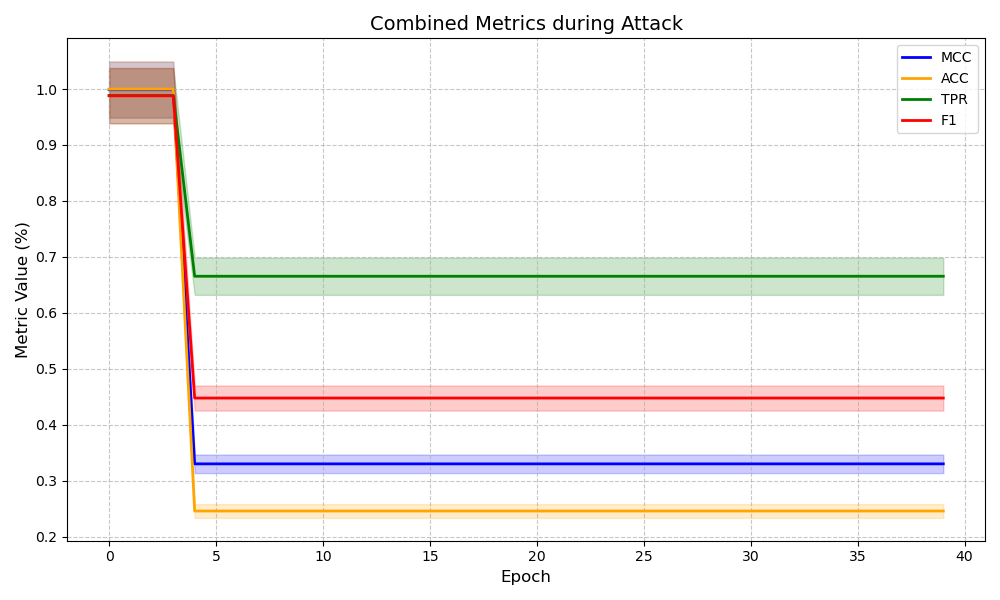 Combined Metrics during Attack
MCC
ACC
TPR
F1
Metric Value (%)
1.0
0.9
0.8
0.7
0.6
0.5
0.4
0.3
0.2
0 5 10 15 20 25 30 35 40
Epoch